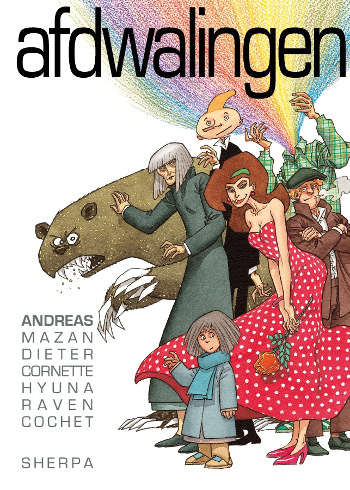 afdwalingen
ANDREAS
MAZAN
DIETER
CORNETTE
HYUNA
RAVEN
COCHET
SHERPA